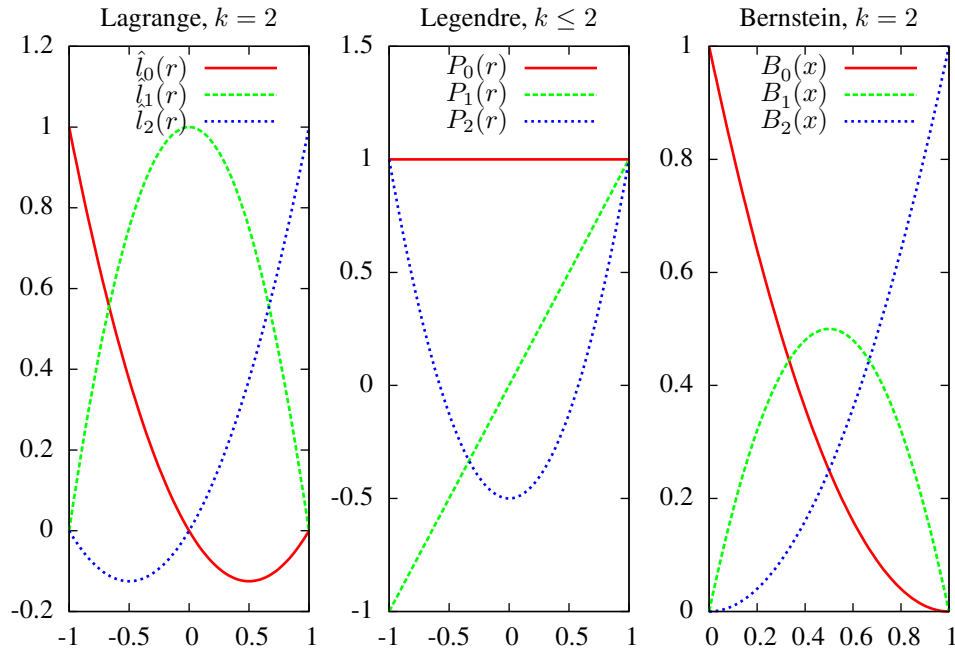 Lagrange, k = 2
1.2
1
0.8
0.6
0.4
0.2
0
-0.2
-1 -0.5 0 0.5 1
l̂₀(r)
l̂₁(r)
l̂₂(r)
Legendre, k ≤ 2
1.5
1
0.5
0
-0.5
-1
-1 -0.5 0 0.5 1
P₀(r)
P₁(r)
P₂(r)
Bernstein, k = 2
1
0.8
0.6
0.4
0.2
0
0 0.2 0.4 0.6 0.8 1
B₀(x)
B₁(x)
B₂(x)